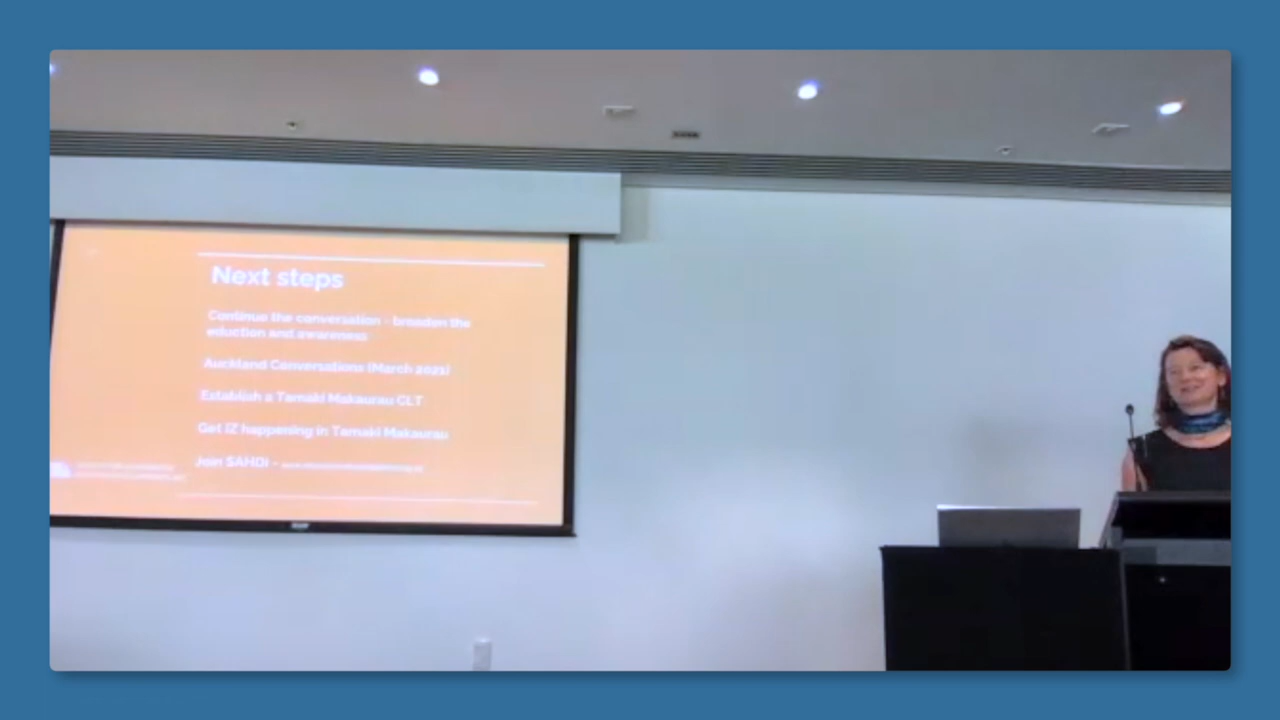 Next steps
Continue the conversation - broaden the
eduction and awareness
Auckland Conversations (March 2021)
Establish a Tamaki Makaurau CLT
Get IZ happening in Tamaki Makaurau
Join SAHDI -